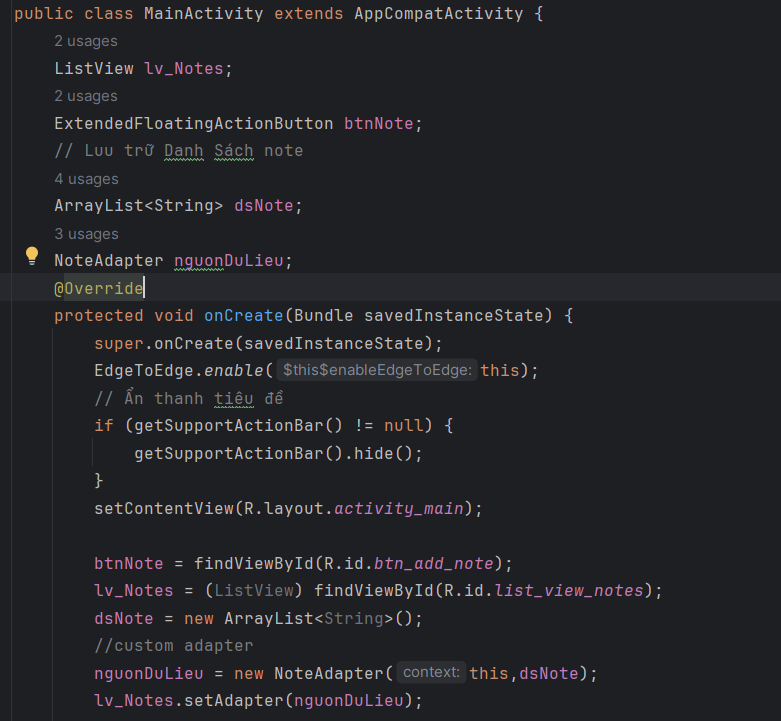 public class MainActivity extends AppCompatActivity {
2 usages
ListView lv_Notes;
2 usages
ExtendedFloatingActionButton btnNote;
// Luu trữ Danh Sách note
4 usages
ArrayList<String> dsNote;
3 usages
NoteAdapter nguonDuLieu;
@Override
protected void onCreate(Bundle savedInstanceState) {
super.onCreate(savedInstanceState);
EdgeToEdge.enable( $this$enableEdgeToEdge: this);
// Ẩn thanh tiêu đề
if (getSupportActionBar() != null) {
getSupportActionBar().hide();
}
setContentView(R.layout.activity_main);
btnNote = findViewById(R.id.btn_add_note);
lv_Notes = (ListView) findViewById(R.id.list_view_notes);
dsNote = new ArrayList<String>();
//custom adapter
nguonDuLieu = new NoteAdapter( context: this,dsNote);
lv_Notes.setAdapter(nguonDuLieu);